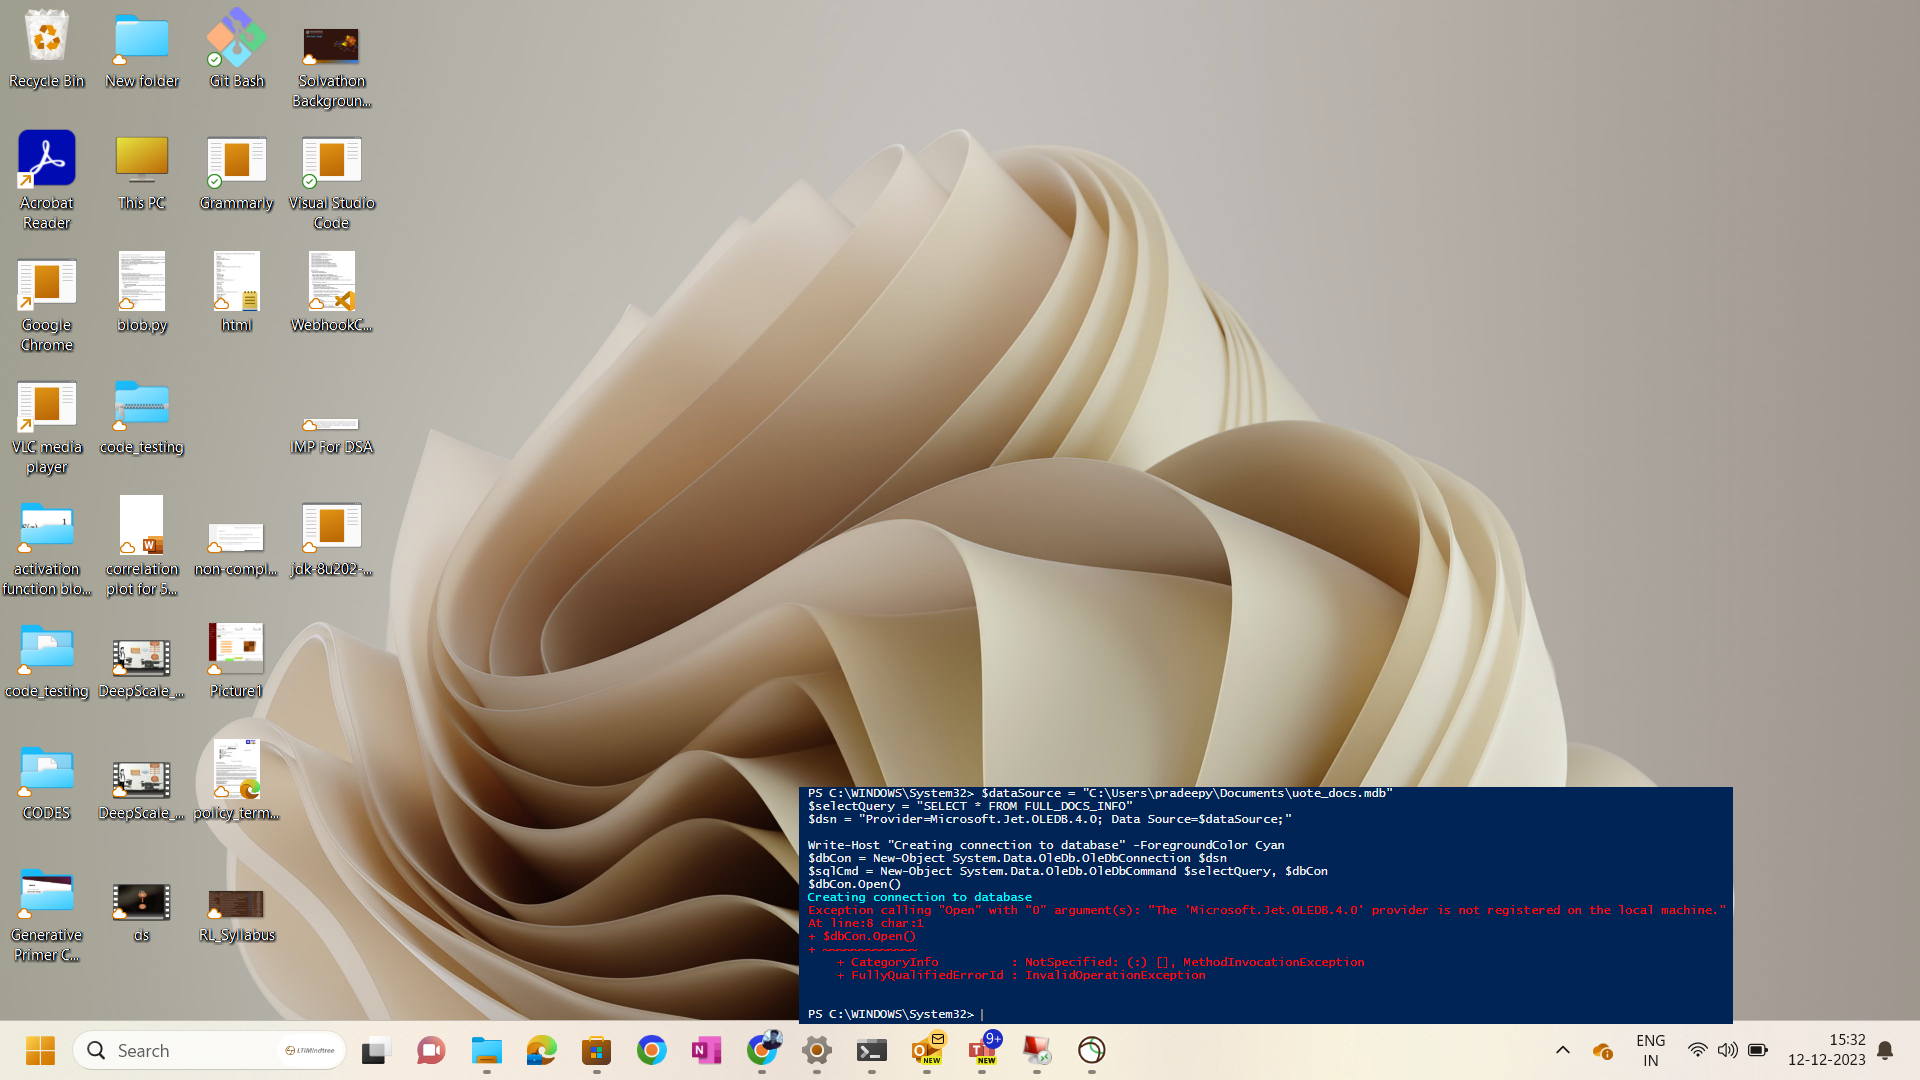 Recycle Bin
New folder
Git Bash
Solvathon
Backgroun...
Acrobat
Reader
This PC
Grammarly
Visual Studio
Code
Google
Chrome
blob.py
html
WebhookC...
VLC media
player
code_testing
IMP For DSA
activation
function blo...
correlation
plot for 5...
non-compl...
jdk-8u202-...
code_testing
DeepScale_...
Picture1
CODES
DeepScale_...
policy_term...
Generative
Primer C...
ds
RL_Syllabus
PS C:\WINDOWS\System32> $dataSource = "C:\Users\pradeepy\Documents\uote_docs.mdb"
$selectQuery = "SELECT * FROM FULL_DOCS_INFO"
$dsn = "Provider=Microsoft.Jet.OLEDB.4.0; Data Source=$dataSource;"
Write-Host "Creating connection to database" -ForegroundColor Cyan
$dbCon = New-Object System.Data.OleDb.OleDbConnection $dsn
$sqlCmd = New-Object System.Data.OleDb.OleDbCommand $selectQuery, $dbCon
$dbCon.Open()
Creating connection to database
Exception calling "Open" with "0" argument(s): "The 'Microsoft.Jet.OLEDB.4.0' provider is not registered on the local machine."
At line:8 char:1
+ $dbCon.Open()
+ ~~~~~~~~~~~~~
+ CategoryInfo : NotSpecified: (:) [], MethodInvocationException
+ FullyQualifiedErrorId : InvalidOperationException
PS C:\WINDOWS\System32>
Search
LTIMindtree
NEW
9+
NEW
ENG
IN
15:32
12-12-2023